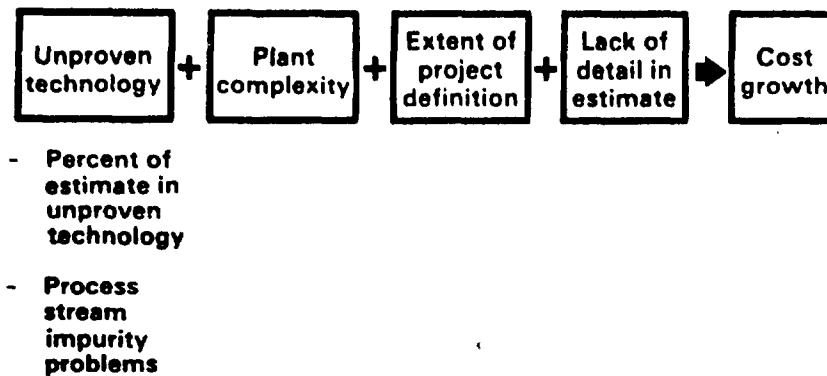 Unproven
technology
+
Plant
complexity
+
Extent of
project
definition
+
Lack of
detail in
estimate
Cost
growth
- Percent of
estimate in
unproven
technology
- Process
stream
impurity
problems